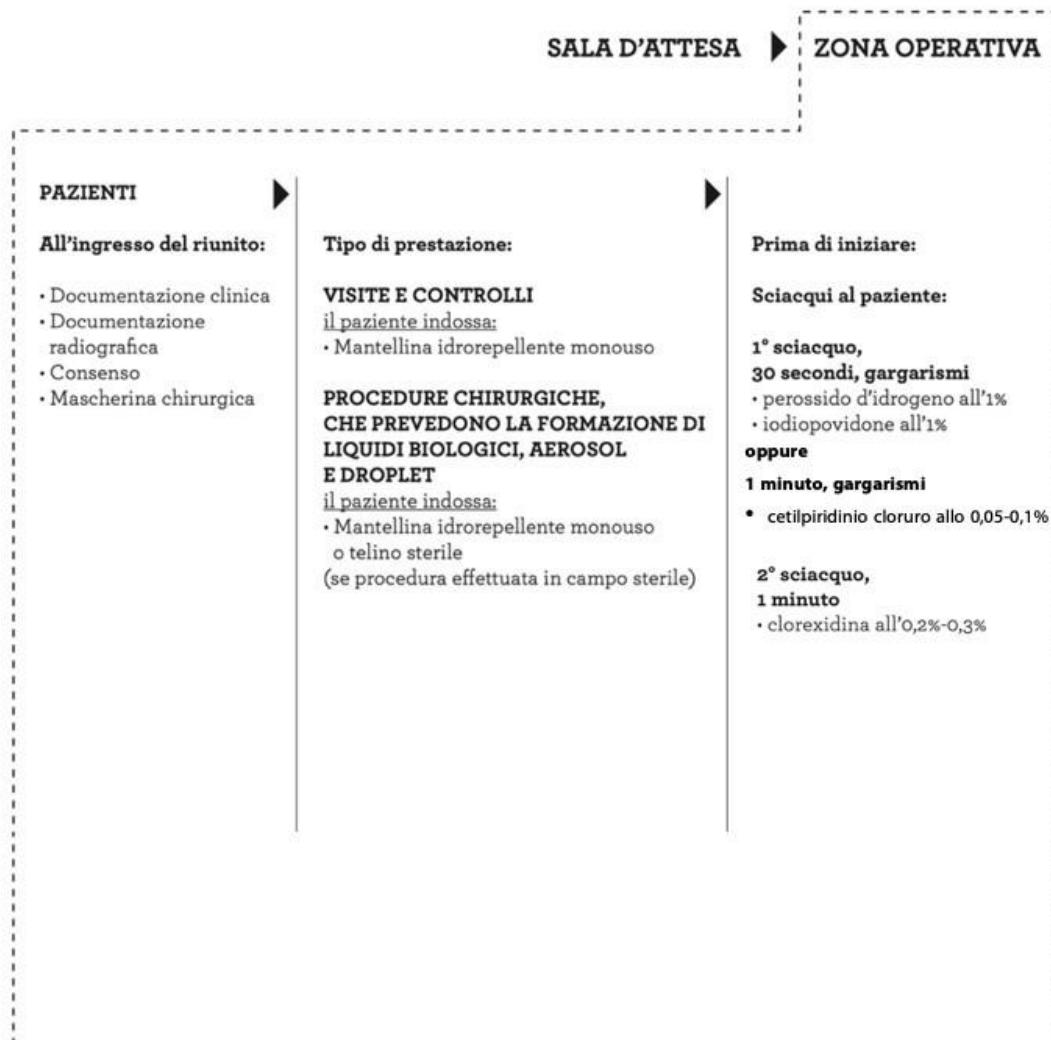 SALA D'ATTESA ▶ ZONA OPERATIVA
PAZIENTI
All'ingresso del riunito:
• Documentazione clinica
• Documentazione
radiografica
• Consenso
• Mascherina chirurgica
Tipo di prestazione:
VISITE E CONTROLLI
il paziente indossa:
• Mantellina idrorepellente monouso
PROCEDURE CHIRURGICHE,
CHE PREVEDONO LA FORMAZIONE DI
LIQUIDI BIOLOGICI, AEROSOL
E DROPLET
il paziente indossa:
• Mantellina idrorepellente monouso
o telino sterile
(se procedura effettuata in campo sterile)
Prima di iniziare:
Sciacqui al paziente:
1° sciacquo,
30 secondi, gargarismi
• perossido d'idrogeno all'1%
• iodiopovidone all'1%
oppure
1 minuto, gargarismi
• cetilpiridinio cloruro allo 0,05-0,1%
2° sciacquo,
1 minuto
• clorexidina all'0,2%-0,3%